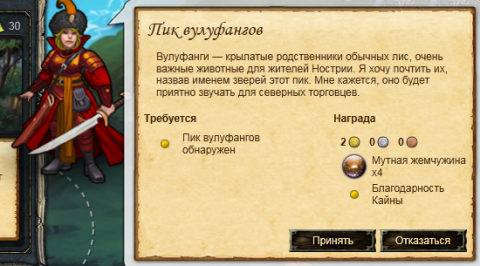 30
Пик вулуфангов
Вулуфанги — крылатые родственники обычных лис, очень
важные животные для жителей Нострии. Я хочу почтить их,
назвав именем зверей этот пик. Мне кажется, оно будет
приятно звучать для северных торговцев.
Требуется
Пик вулуфангов
обнаружен
Награда
2 0 0
Мутная жемчужина
x4
Благодарность
Кайны
Принять
Отказаться